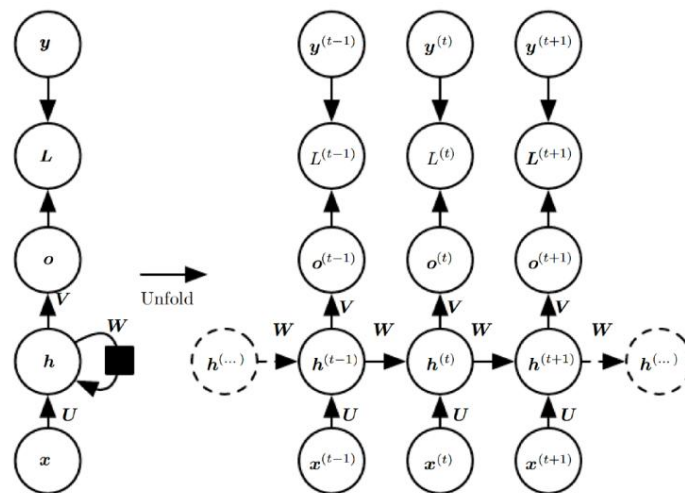 y y^(t−1) y^(t) y^(t+1)
L L^(t−1) L^(t) L^(t+1)
o o^(t−1) o^(t) o^(t+1)
Unfold
V V V V
W W W W W
h h^(...) h^(t−1) h^(t) h^(t+1) h^(...)
U U U U
x x^(t−1) x^(t) x^(t+1)